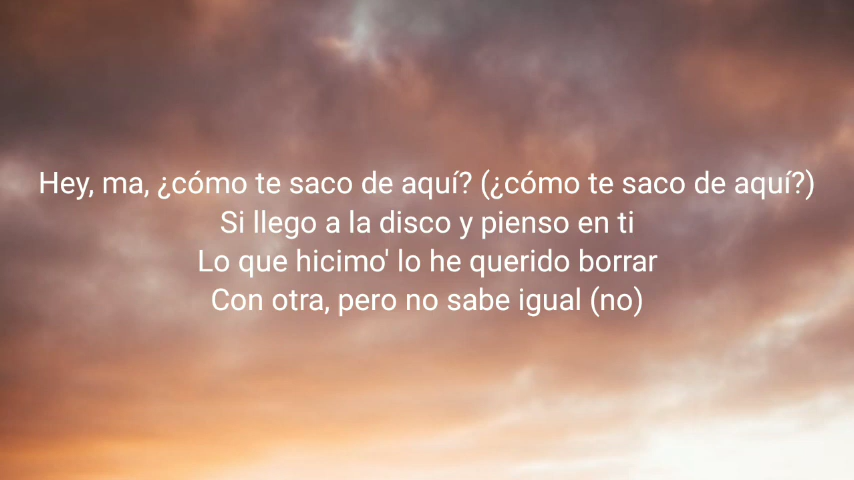 Hey, ma, ¿cómo te saco de aquí? (¿cómo te saco de aquí?)
Si llego a la disco y pienso en ti
Lo que hicimo' lo he querido borrar
Con otra, pero no sabe igual (no)